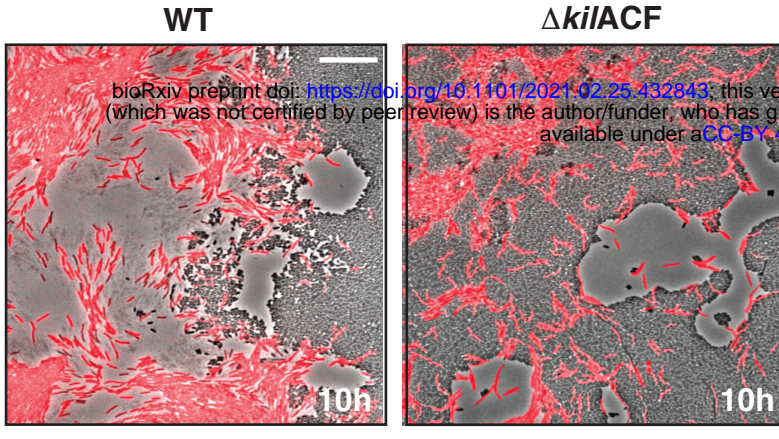 WT
ΔkilACF
bioRxiv preprint doi: https://doi.org/10.1101/2021.02.25.432843; this ve
(which was not certified by peer review) is the author/funder, who has g
available under aCC-BY 4
10h
10h